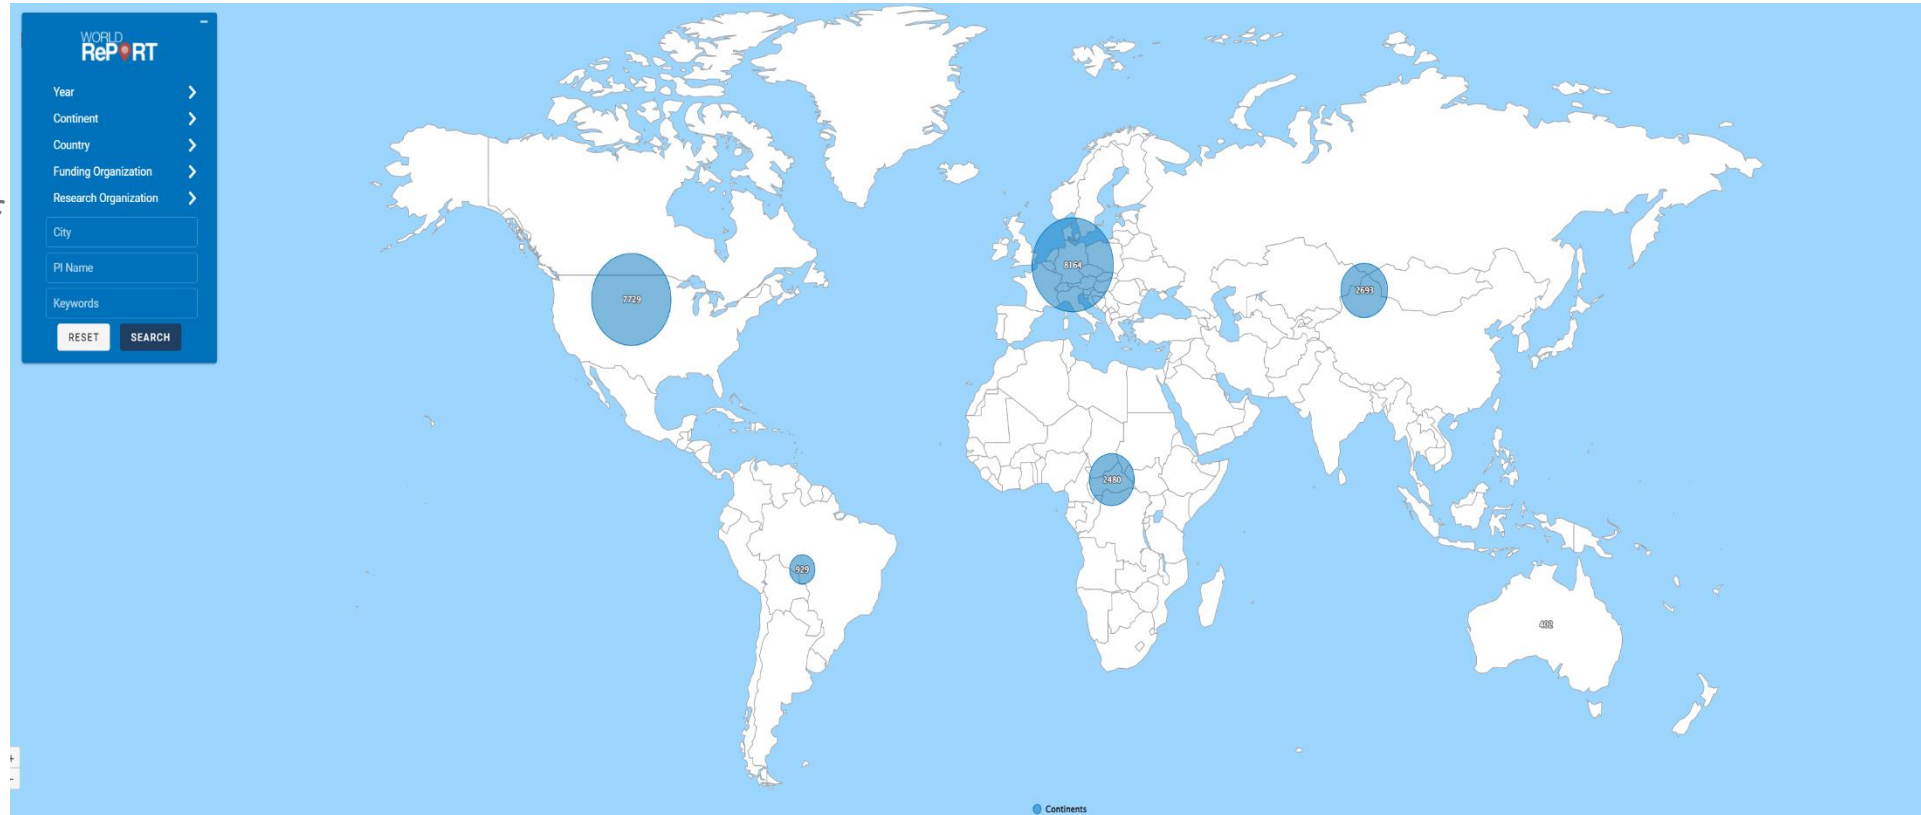 WORLD
RePORT
Year
Continent
Country
Funding Organization
Research Organization
City
PI Name
Keywords
RESET SEARCH
7729
8164
2693
2480
929
402
+
-
Continents